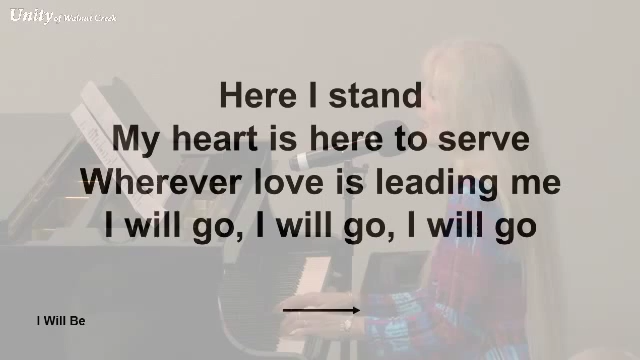 Unity of Walnut Creek
Here I stand
My heart is here to serve
Wherever love is leading me
I will go, I will go, I will go
I Will Be